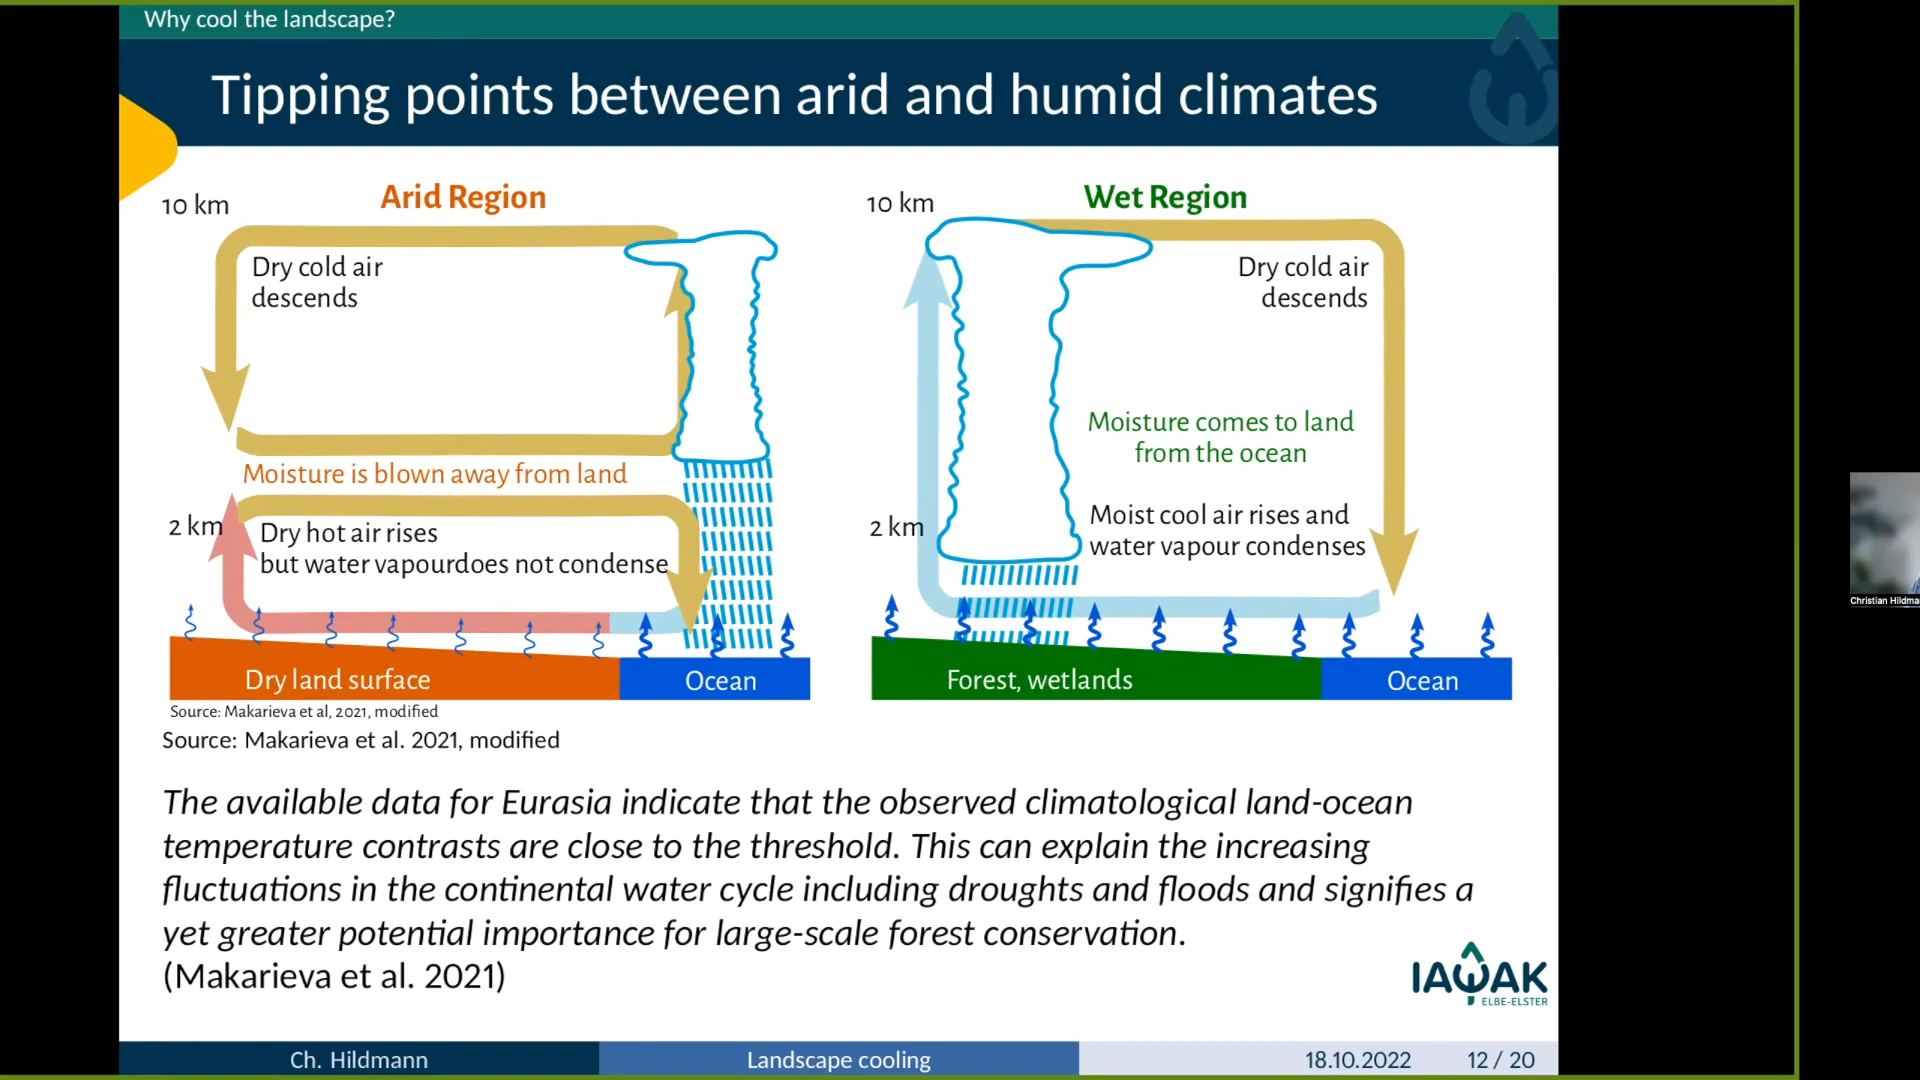 Why cool the landscape?
Tipping points between arid and humid climates
10 km
Arid Region
Dry cold air
descends
Moisture is blown away from land
2 km
Dry hot air rises
but water vapourdoes not condense
Dry land surface
Ocean
Source: Makarieva et al, 2021, modified
Source: Makarieva et al. 2021, modified
10 km
Wet Region
Dry cold air
descends
Moisture comes to land
from the ocean
2 km
Moist cool air rises and
water vapour condenses
Forest, wetlands
Ocean
The available data for Eurasia indicate that the observed climatological land-ocean
temperature contrasts are close to the threshold. This can explain the increasing
fluctuations in the continental water cycle including droughts and floods and signifies a
yet greater potential importance for large-scale forest conservation.
(Makarieva et al. 2021)
IAWAK
ELBE-ELSTER
Ch. Hildmann
Landscape cooling
18.10.2022
12 / 20
Christian Hildma